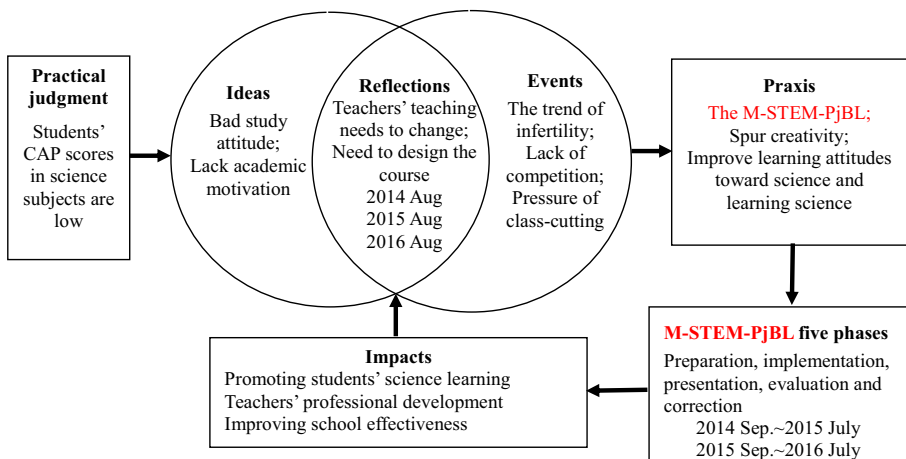 Practical
judgment
Students'
CAP scores
in science
subjects are
low
Ideas
Bad study
attitude;
Lack academic
motivation
Reflections
Teachers' teaching
needs to change;
Need to design the
course
2014 Aug
2015 Aug
2016 Aug
Events
The trend of
infertility;
Lack of
competition;
Pressure of
class-cutting
Praxis
The M-STEM-PjBL;
Spur creativity;
Improve learning attitudes
toward science and
learning science
M-STEM-PjBL five phases
Preparation, implementation,
presentation, evaluation and
correction
2014 Sep.~2015 July
2015 Sep.~2016 July
Impacts
Promoting students' science learning
Teachers' professional development
Improving school effectiveness